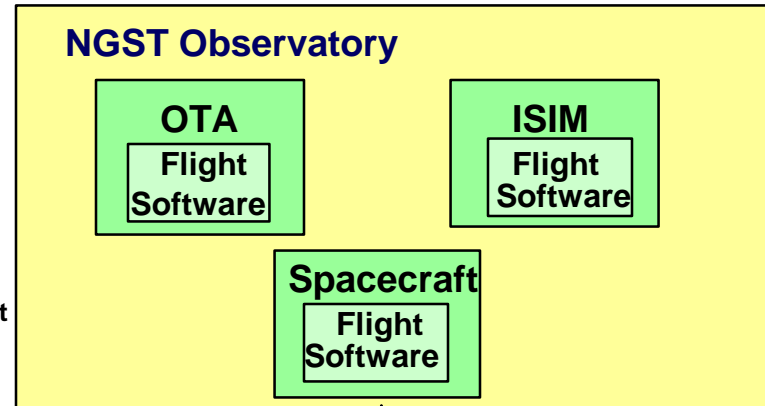 NGST Observatory
OTA
Flight
Software
ISIM
Flight
Software
Spacecraft
Flight
Software